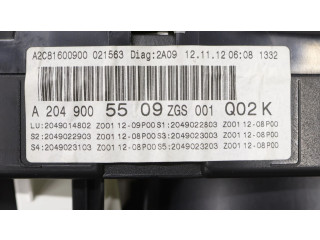 A2C81600900 021563 Diag:2A09 12.11.12 06:08 1332
A 204 900 55 09 ZGS 001 Q02 K
LU:2049014802 Z001 12-09P00 S1:2049022803 Z001 12-08P00
S2:2049022903 Z001 12-08P00 S3:2049023003 Z001 12-08P00
S4:2049023103 Z001 12-08P00 S5:2049023203 Z001 12-08P00